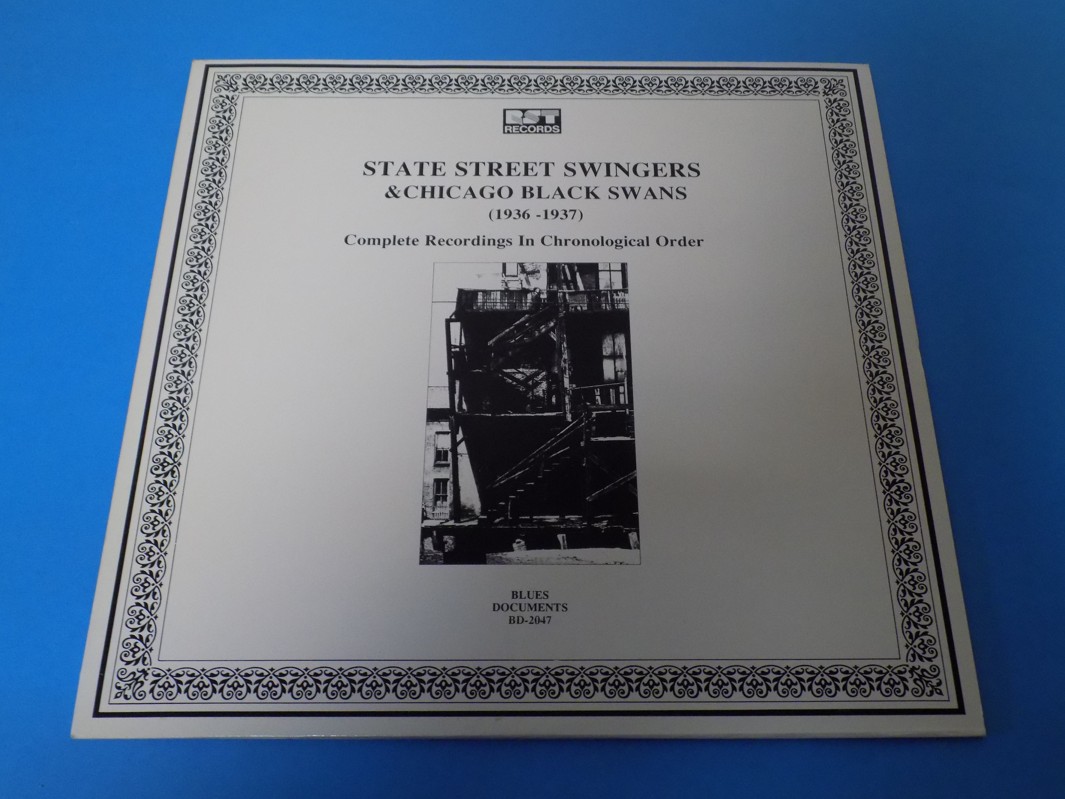 RST
RECORDS
STATE STREET SWINGERS
&CHICAGO BLACK SWANS
(1936 -1937)
Complete Recordings In Chronological Order
BLUES
DOCUMENTS
BD-2047